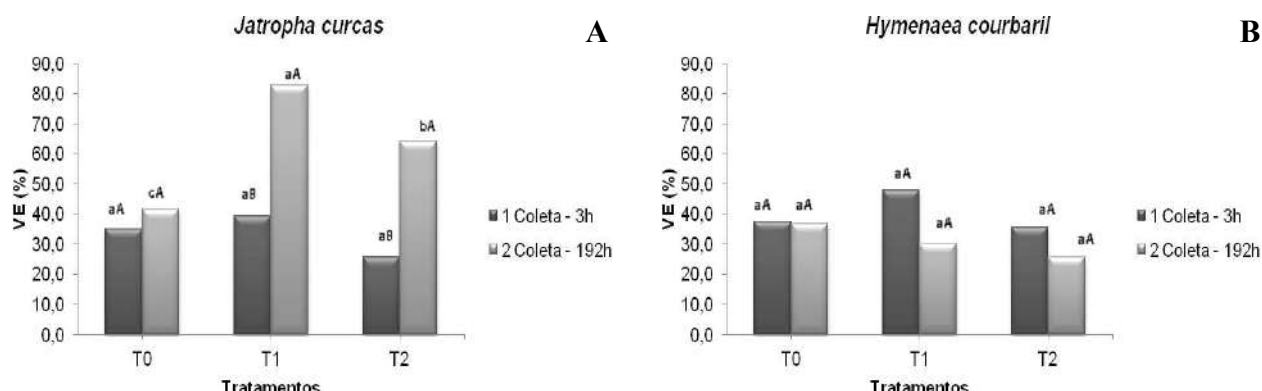 Jatropha curcas
A
90,0
80,0
70,0
60,0
50,0
40,0
30,0
20,0
10,0
0,0
VE (%)
aA
cA
aB
aA
aB
bA
T0
T1
T2
Tratamentos
1 Coleta - 3h
2 Coleta - 192h
Hymenaea courbaril
B
90,0
80,0
70,0
60,0
50,0
40,0
30,0
20,0
10,0
0,0
VE (%)
aA
aA
aA
aA
aA
aA
T0
T1
T2
Tratamentos
1 Coleta - 3h
2 Coleta - 192h